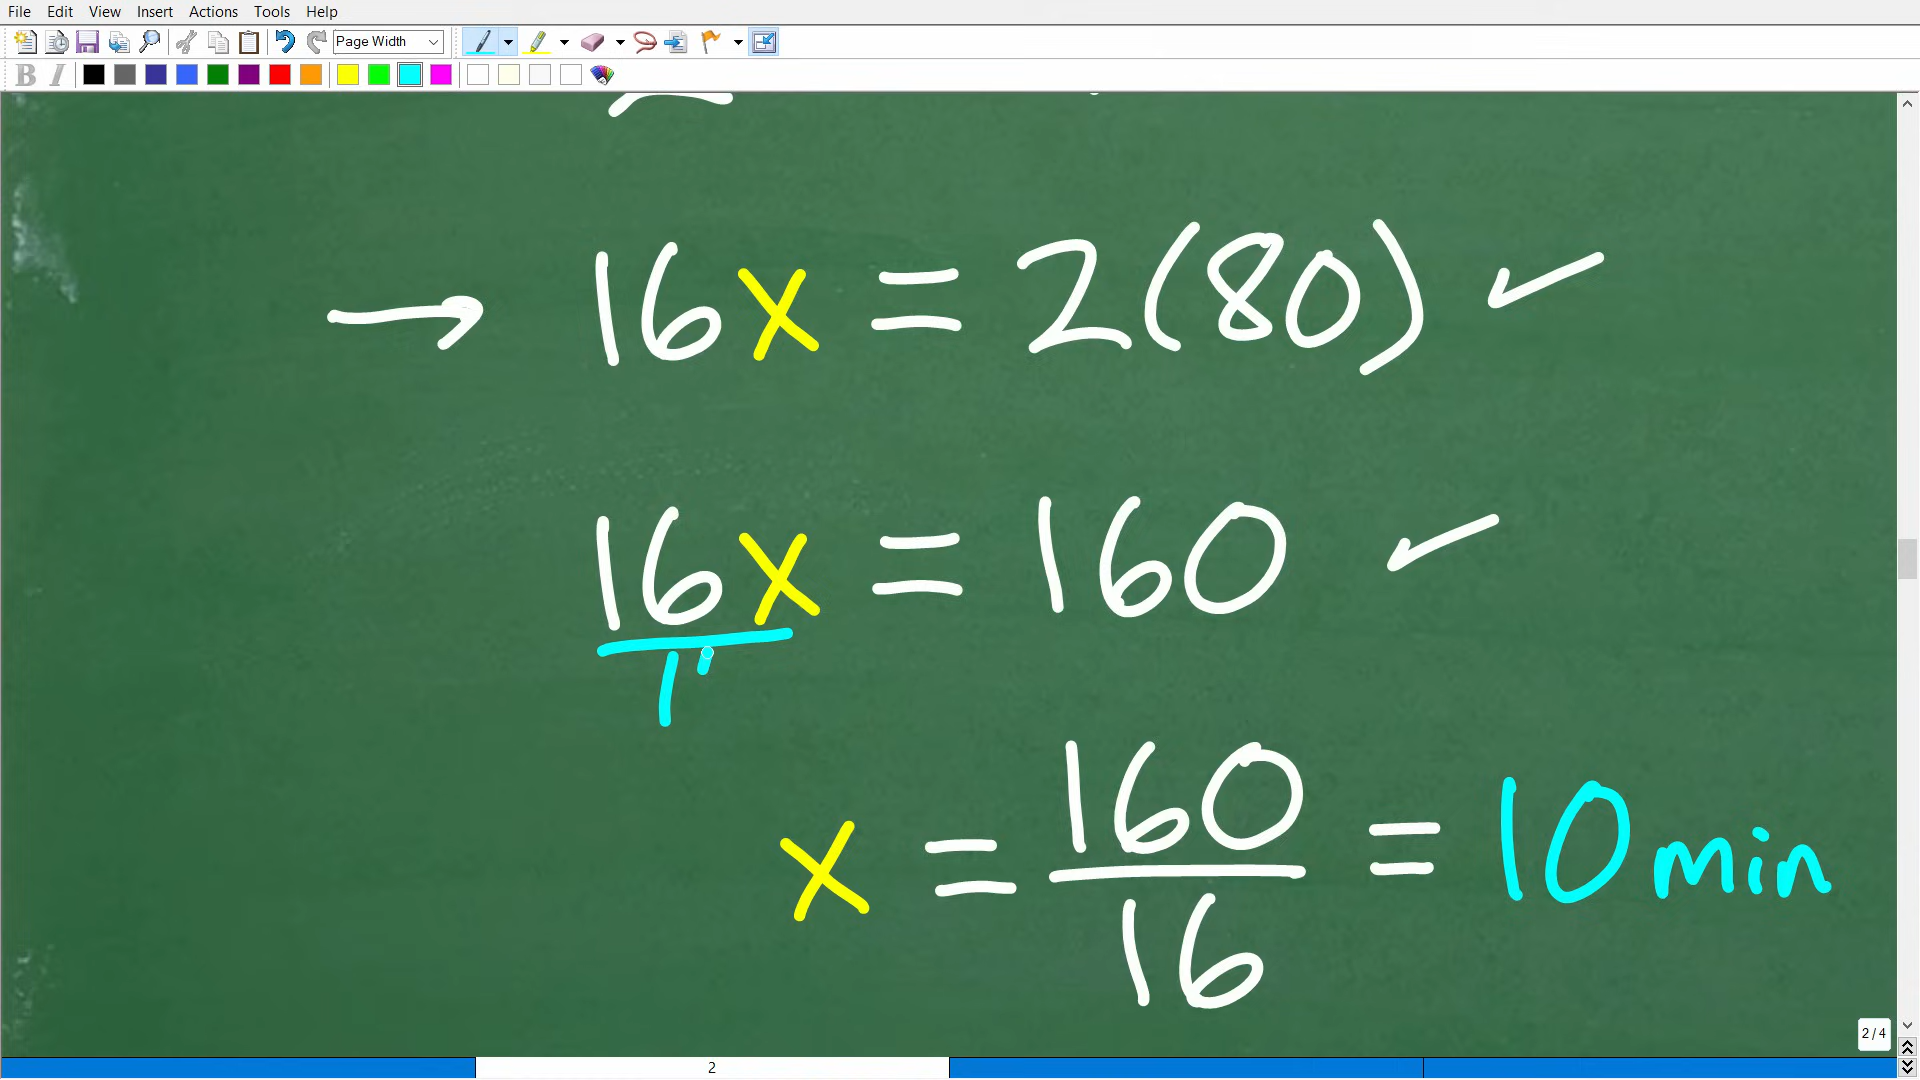 File Edit View Insert Actions Tools Help
Page Width
B I
→ 16x = 2(80) ✓
16x = 160 ✓
1
x = 160/16 = 10 min
2/4
2